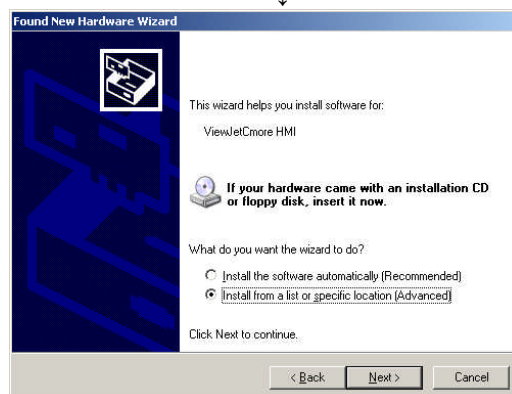 Found New Hardware Wizard
This wizard helps you install software for:
ViewJetCmore HMI
If your hardware came with an installation CD
or floppy disk, insert it now.
What do you want the wizard to do?
Install the software automatically (Recommended)
Install from a list or specific location (Advanced)
Click Next to continue.
< Back Next > Cancel